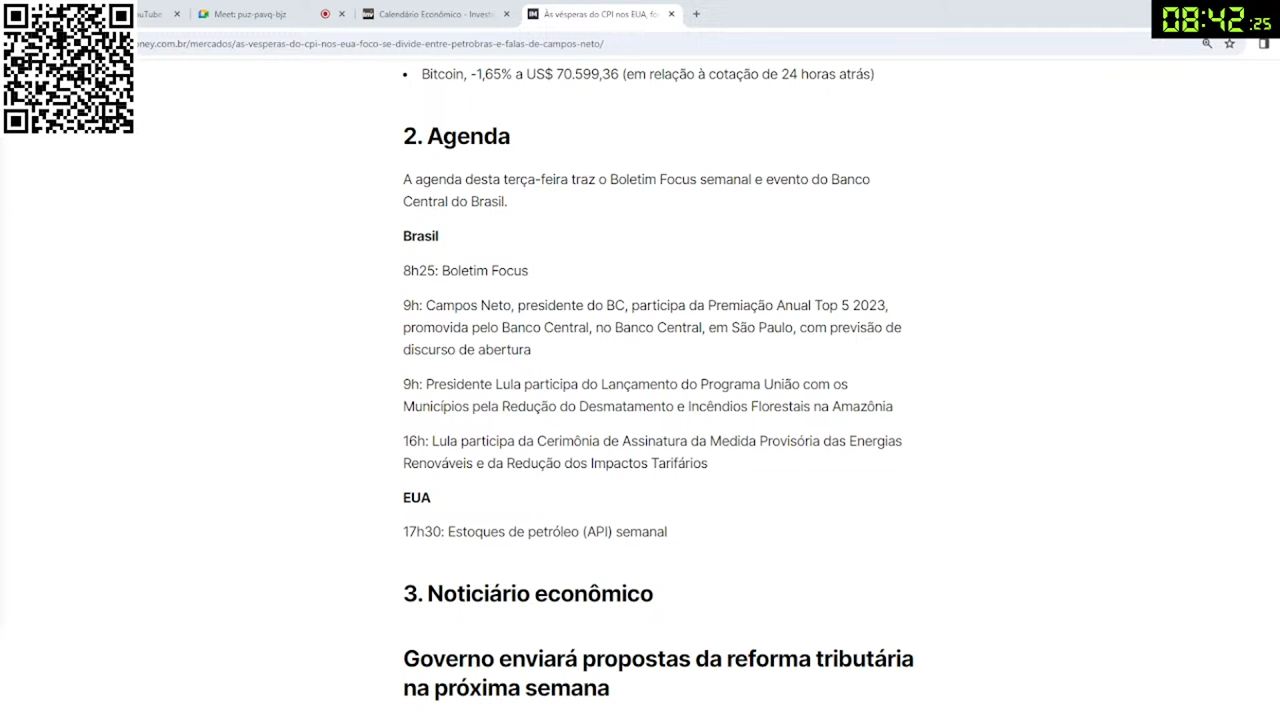 uTube
Meet: puz-pavq-bjz
Calendário Econômico - Investi
Às vésperas do CPI nos EUA, fo
08:42:25
ney.com.br/mercados/as-vesperas-do-cpi-nos-eua-foco-se-divide-entre-petrobras-e-falas-de-campos-neto/
• Bitcoin, -1,65% a US$ 70.599,36 (em relação à cotação de 24 horas atrás)
2. Agenda
A agenda desta terça-feira traz o Boletim Focus semanal e evento do Banco
Central do Brasil.
Brasil
8h25: Boletim Focus
9h: Campos Neto, presidente do BC, participa da Premiação Anual Top 5 2023,
promovida pelo Banco Central, no Banco Central, em São Paulo, com previsão de
discurso de abertura
9h: Presidente Lula participa do Lançamento do Programa União com os
Municípios pela Redução do Desmatamento e Incêndios Florestais na Amazônia
16h: Lula participa da Cerimônia de Assinatura da Medida Provisória das Energias
Renováveis e da Redução dos Impactos Tarifários
EUA
17h30: Estoques de petróleo (API) semanal
3. Noticiário econômico
Governo enviará propostas da reforma tributária
na próxima semana